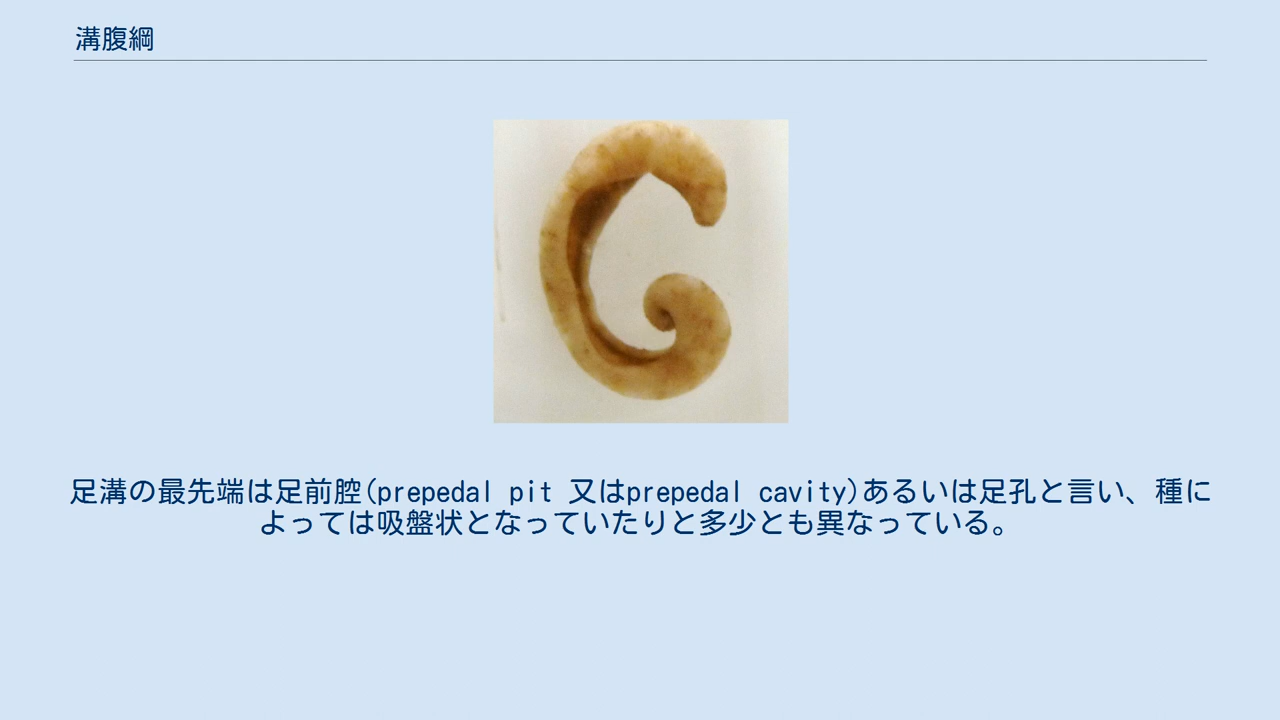 溝腹綱
足溝の最先端は足前腔(prepedal pit 又はprepedal cavity)あるいは足孔と言い、種に
よっては吸盤状となっていたりと多少とも異なっている。